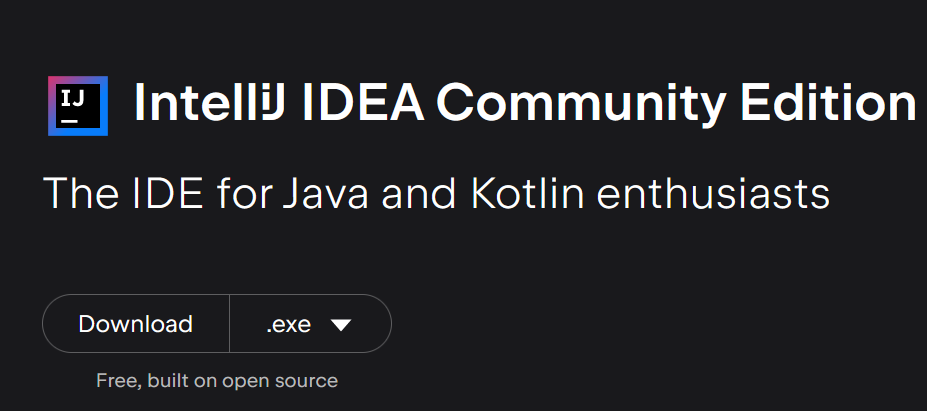 IJ
IntelliJ IDEA Community Edition
The IDE for Java and Kotlin enthusiasts
Download
.exe
Free, built on open source